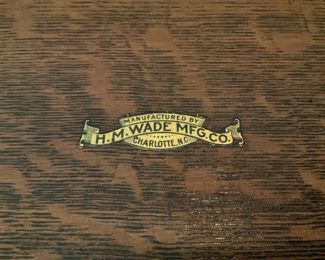 MANUFACTURED BY
H.M. WADE MFG. CO.
CHARLOTTE, N.C.